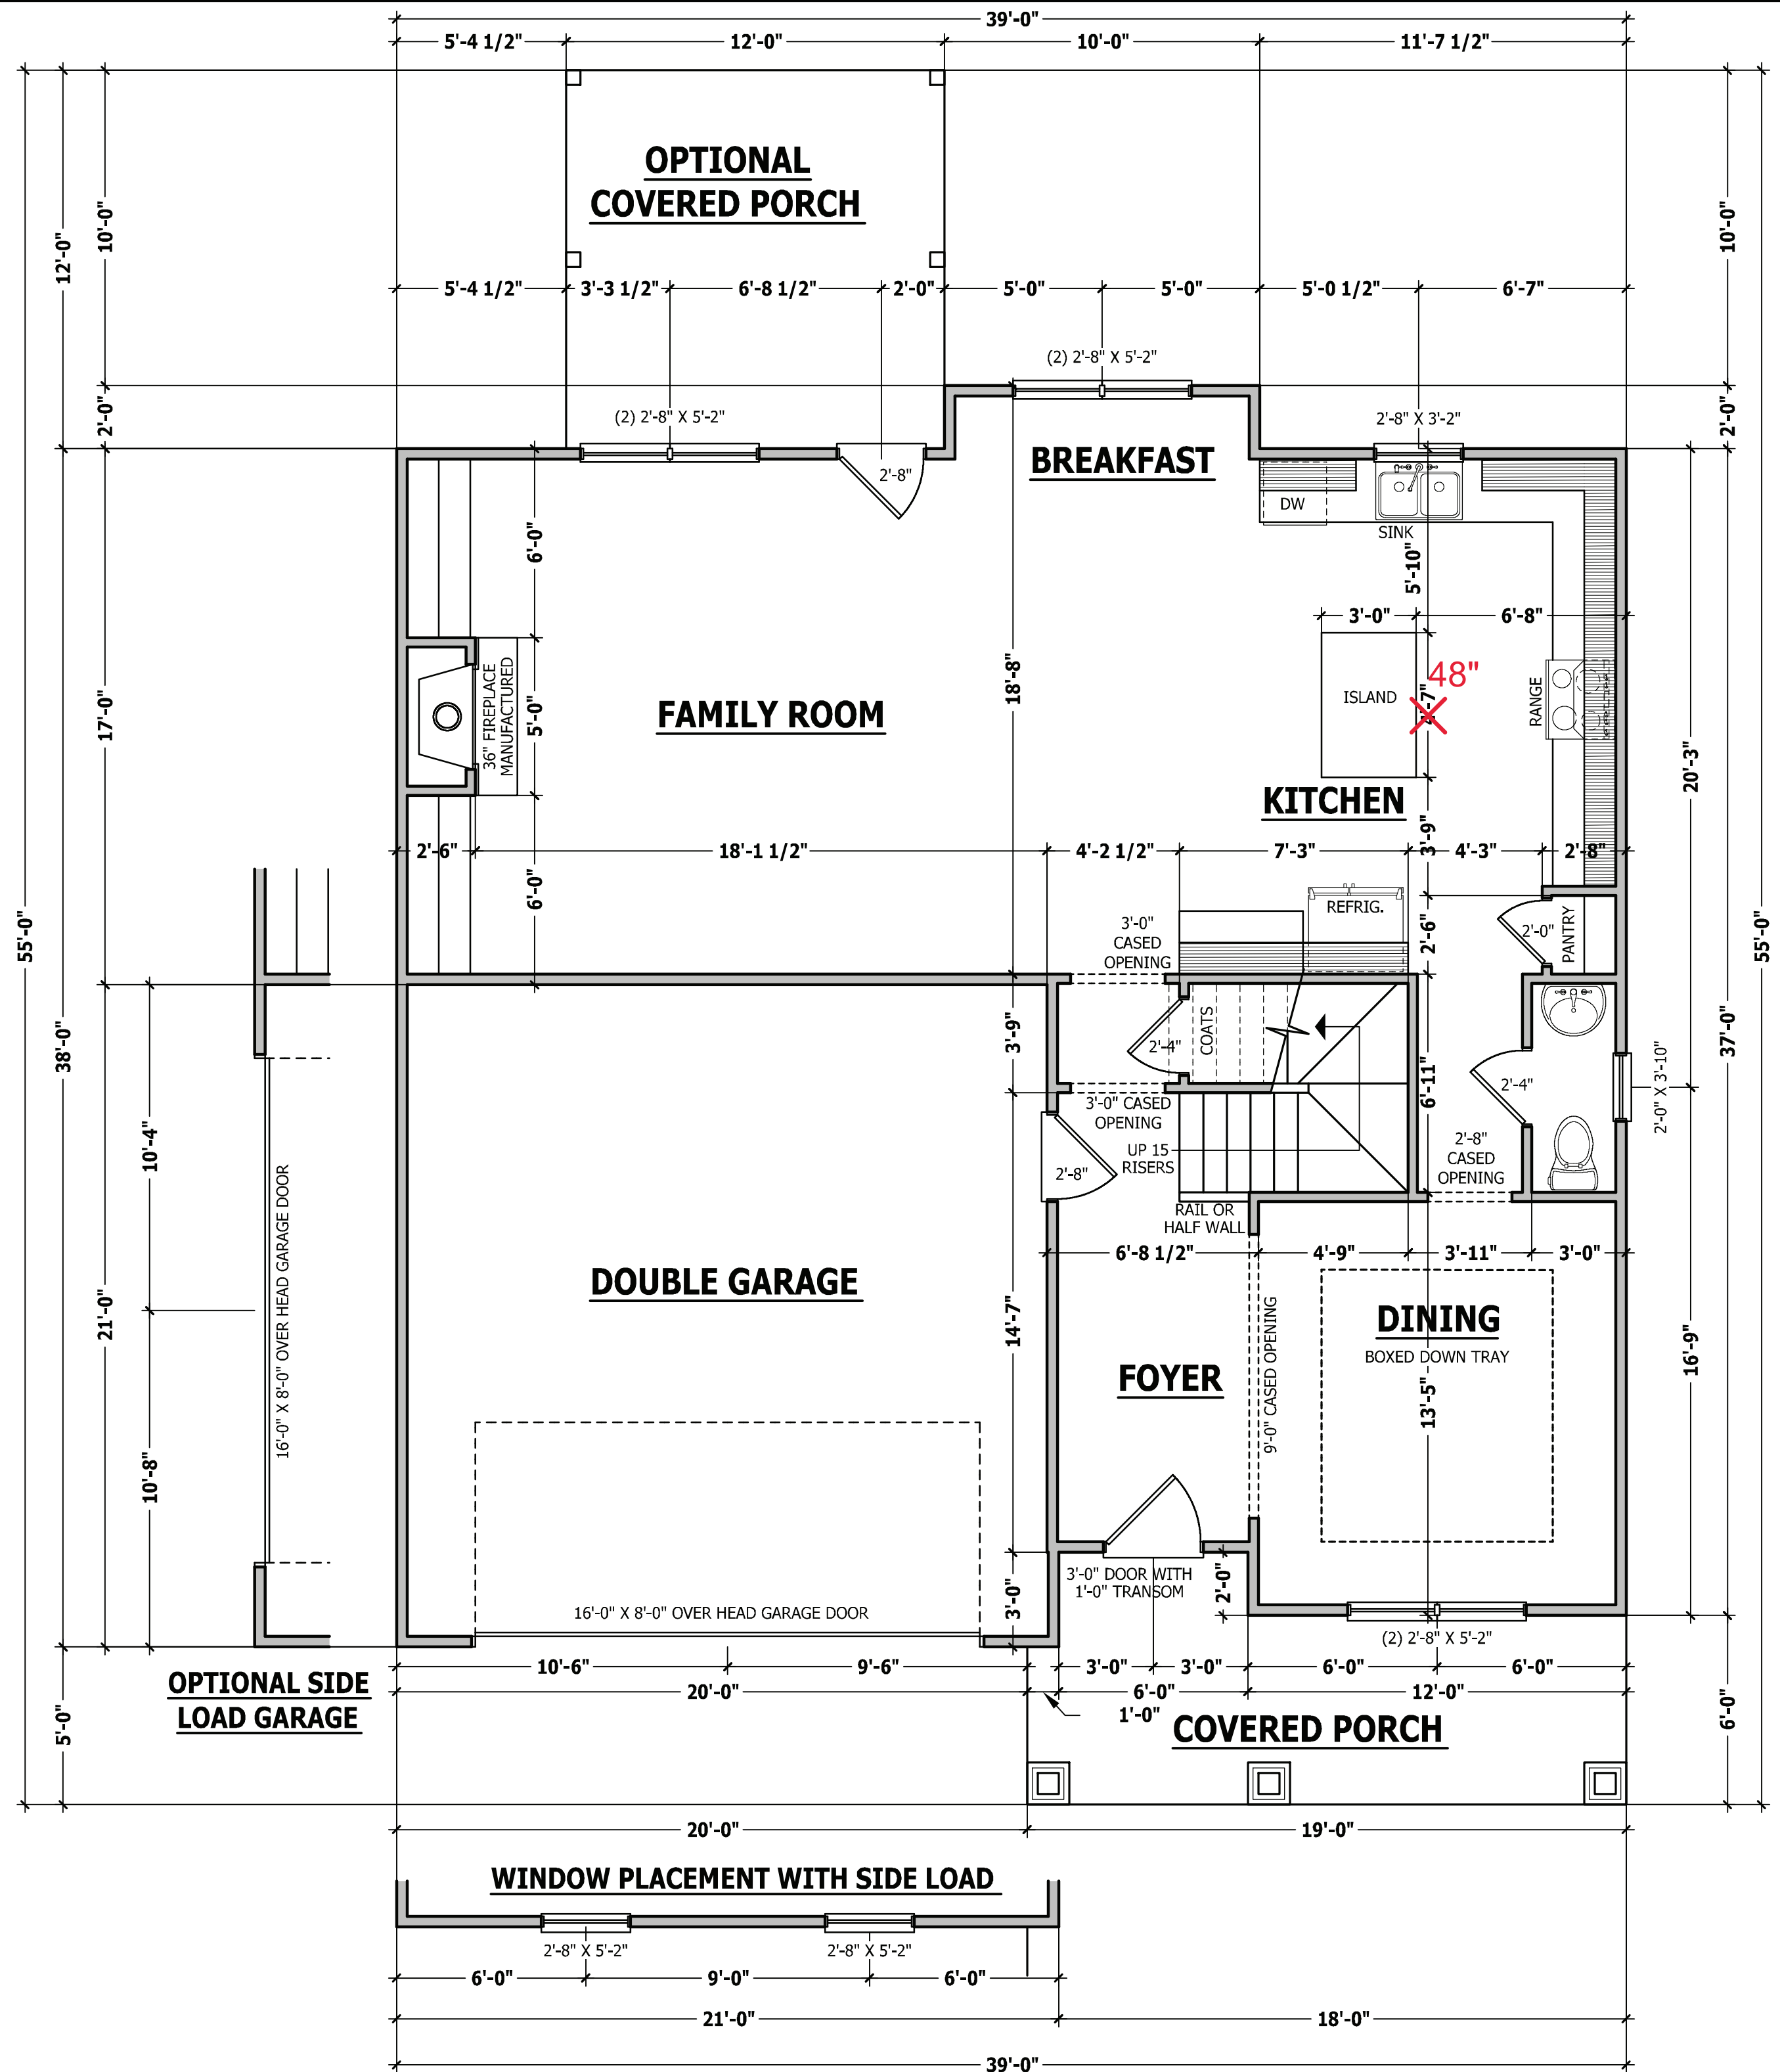 39'-0"
5'-4 1/2"
12'-0"
10'-0"
11'-7 1/2"
OPTIONAL
COVERED PORCH
55'-0"
12'-0"
10'-0"
10'-0"
55'-0"
5'-4 1/2"
3'-3 1/2"
6'-8 1/2"
2'-0"
5'-0"
5'-0"
5'-0 1/2"
6'-7"
(2) 2'-8" X 5'-2"
2'-0"
(2) 2'-8" X 5'-2"
2'-8" X 3'-2"
2'-0"
BREAKFAST
2'-8"
DW
SINK
6'-0"
5'-10"
3'-0"
6'-8"
17'-0"
36" FIREPLACE
MANUFACTURED
5'-0"
FAMILY ROOM
18'-8"
ISLAND
48"
RANGE
20'-3"
KITCHEN
2'-6"
18'-1 1/2"
4'-2 1/2"
7'-3"
3'-9"
4'-3"
2'-8"
6'-0"
3'-0"
CASED
OPENING
REFRIG.
2'-6"
2'-0"
PANTRY
38'-0"
37'-0"
3'-9"
2'-4"
COATS
6'-11"
2'-4"
2'-0" X 3'-10"
3'-0" CASED
OPENING
UP 15
RISERS
2'-8"
2'-8"
CASED
OPENING
10'-4"
16'-0" X 8'-0" OVER HEAD GARAGE DOOR
RAIL OR
HALF WALL
6'-8 1/2"
4'-9"
3'-11"
3'-0"
21'-0"
DOUBLE GARAGE
14'-7"
DINING
BOXED DOWN TRAY
16'-9"
FOYER
9'-0" CASED OPENING
13'-5"
10'-8"
3'-0" DOOR WITH
1'-0" TRANSOM
2'-0"
3'-0"
16'-0" X 8'-0" OVER HEAD GARAGE DOOR
(2) 2'-8" X 5'-2"
10'-6"
9'-6"
3'-0"
3'-0"
6'-0"
6'-0"
OPTIONAL SIDE
LOAD GARAGE
20'-0"
6'-0"
12'-0"
1'-0"
5'-0"
6'-0"
COVERED PORCH
20'-0"
19'-0"
WINDOW PLACEMENT WITH SIDE LOAD
2'-8" X 5'-2"
2'-8" X 5'-2"
6'-0"
9'-0"
6'-0"
21'-0"
18'-0"
39'-0"